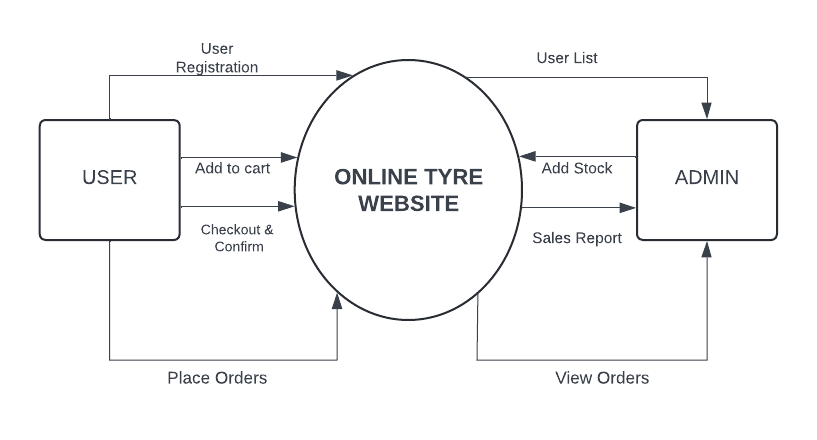 User
Registration
User List
USER
Add to cart
ONLINE TYRE
WEBSITE
Add Stock
ADMIN
Checkout &
Confirm
Sales Report
Place Orders
View Orders